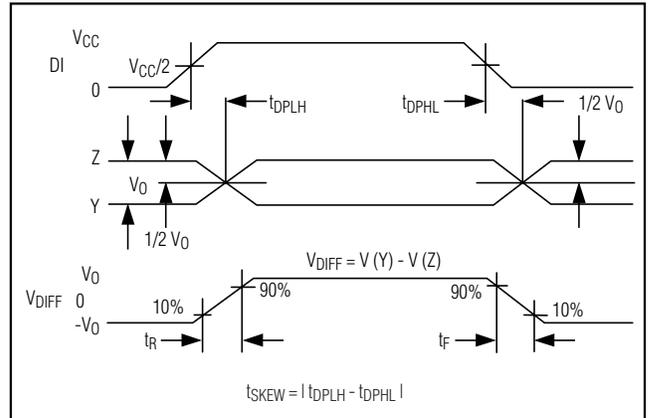 VCC
DI
VCC/2
0
tDPLH
tDPHL
1/2 VO
Z
VO
Y
1/2 VO
VDIFF = V (Y) - V (Z)
VO
VDIFF 0
-VO
10%
90%
90%
10%
tR
tF
tSKEW = | tDPLH - tDPHL |